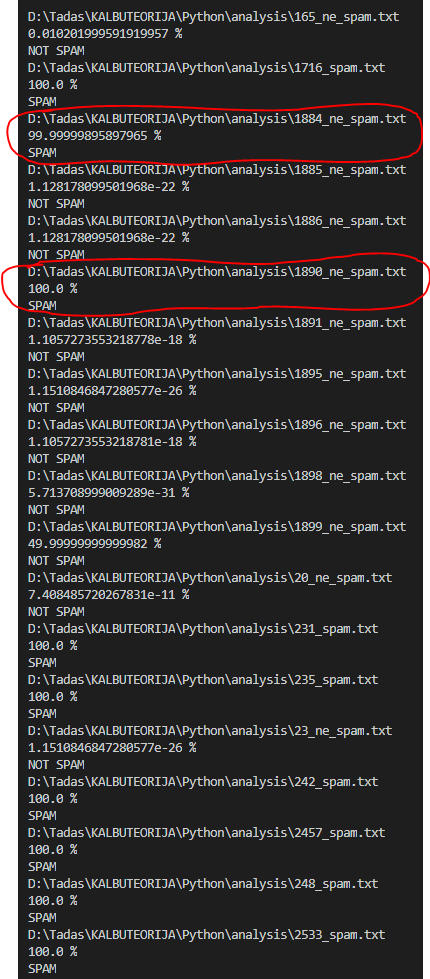 D:\Tadas\KALBUTEORIJA\Python\analysis\165_ne_spam.txt
0.010201999591919957 %
NOT SPAM
D:\Tadas\KALBUTEORIJA\Python\analysis\1716_spam.txt
100.0 %
SPAM
D:\Tadas\KALBUTEORIJA\Python\analysis\1884_ne_spam.txt
99.99999895897965 %
SPAM
D:\Tadas\KALBUTEORIJA\Python\analysis\1885_ne_spam.txt
1.128178099501968e-22 %
NOT SPAM
D:\Tadas\KALBUTEORIJA\Python\analysis\1886_ne_spam.txt
1.128178099501968e-22 %
NOT SPAM
D:\Tadas\KALBUTEORIJA\Python\analysis\1890_ne_spam.txt
100.0 %
SPAM
D:\Tadas\KALBUTEORIJA\Python\analysis\1891_ne_spam.txt
1.1057273553218778e-18 %
NOT SPAM
D:\Tadas\KALBUTEORIJA\Python\analysis\1895_ne_spam.txt
1.1510846847280577e-26 %
NOT SPAM
D:\Tadas\KALBUTEORIJA\Python\analysis\1896_ne_spam.txt
1.1057273553218781e-18 %
NOT SPAM
D:\Tadas\KALBUTEORIJA\Python\analysis\1898_ne_spam.txt
5.713708999009289e-31 %
NOT SPAM
D:\Tadas\KALBUTEORIJA\Python\analysis\1899_ne_spam.txt
49.99999999999982 %
NOT SPAM
D:\Tadas\KALBUTEORIJA\Python\analysis\20_ne_spam.txt
7.408485720267831e-11 %
NOT SPAM
D:\Tadas\KALBUTEORIJA\Python\analysis\231_spam.txt
100.0 %
SPAM
D:\Tadas\KALBUTEORIJA\Python\analysis\235_spam.txt
100.0 %
SPAM
D:\Tadas\KALBUTEORIJA\Python\analysis\23_ne_spam.txt
1.1510846847280577e-26 %
NOT SPAM
D:\Tadas\KALBUTEORIJA\Python\analysis\242_spam.txt
100.0 %
SPAM
D:\Tadas\KALBUTEORIJA\Python\analysis\2457_spam.txt
100.0 %
SPAM
D:\Tadas\KALBUTEORIJA\Python\analysis\248_spam.txt
100.0 %
SPAM
D:\Tadas\KALBUTEORIJA\Python\analysis\2533_spam.txt
100.0 %
SPAM